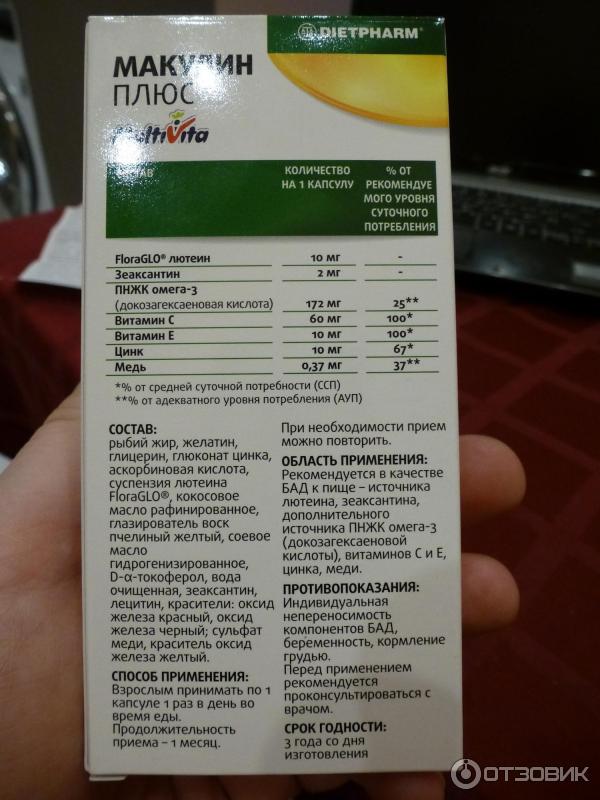 DIETPHARM®
МАКУЛИН
ПЛЮС
MultiVita
КОЛИЧЕСТВО
НА 1 КАПСУЛУ
% ОТ
РЕКОМЕНДУЕ
МОГО УРОВНЯ
СУТОЧНОГО
ПОТРЕБЛЕНИЯ
FloraGLO® лютеин 10 мг -
Зеаксантин 2 мг -
ПНЖК омега-3
(докозагексаеновая кислота) 172 мг 25**
Витамин С 60 мг 100*
Витамин Е 10 мг 100*
Цинк 10 мг 67*
Медь 0,37 мг 37**
*% от средней суточной потребности (ССП)
**% от адекватного уровня потребления (АУП)
СОСТАВ:
рыбий жир, желатин,
глицерин, глюконат цинка,
аскорбиновая кислота,
суспензия лютеина
FloraGLO®, кокосовое
масло рафинированное,
глазирователь воск
пчелиный желтый, соевое
масло
гидрогенизированное,
D-α-токоферол, вода
очищенная, зеаксантин,
лецитин, красители: оксид
железа красный, оксид
железа черный; сульфат
меди, краситель оксид
железа желтый.
СПОСОБ ПРИМЕНЕНИЯ:
Взрослым принимать по 1
капсуле 1 раз в день во
время еды.
Продолжительность
приема – 1 месяц.
При необходимости прием
можно повторить.
ОБЛАСТЬ ПРИМЕНЕНИЯ:
Рекомендуется в качестве
БАД к пище – источника
лютеина, зеаксантина,
дополнительного
источника ПНЖК омега-3
(докозагексаеновой
кислоты), витаминов С и Е,
цинка, меди.
ПРОТИВОПОКАЗАНИЯ:
Индивидуальная
непереносимость
компонентов БАД,
беременность, кормление
грудью.
Перед применением
рекомендуется
проконсультироваться с
врачом.
СРОК ГОДНОСТИ:
3 года со дня
изготовления
ОТЗОВИК